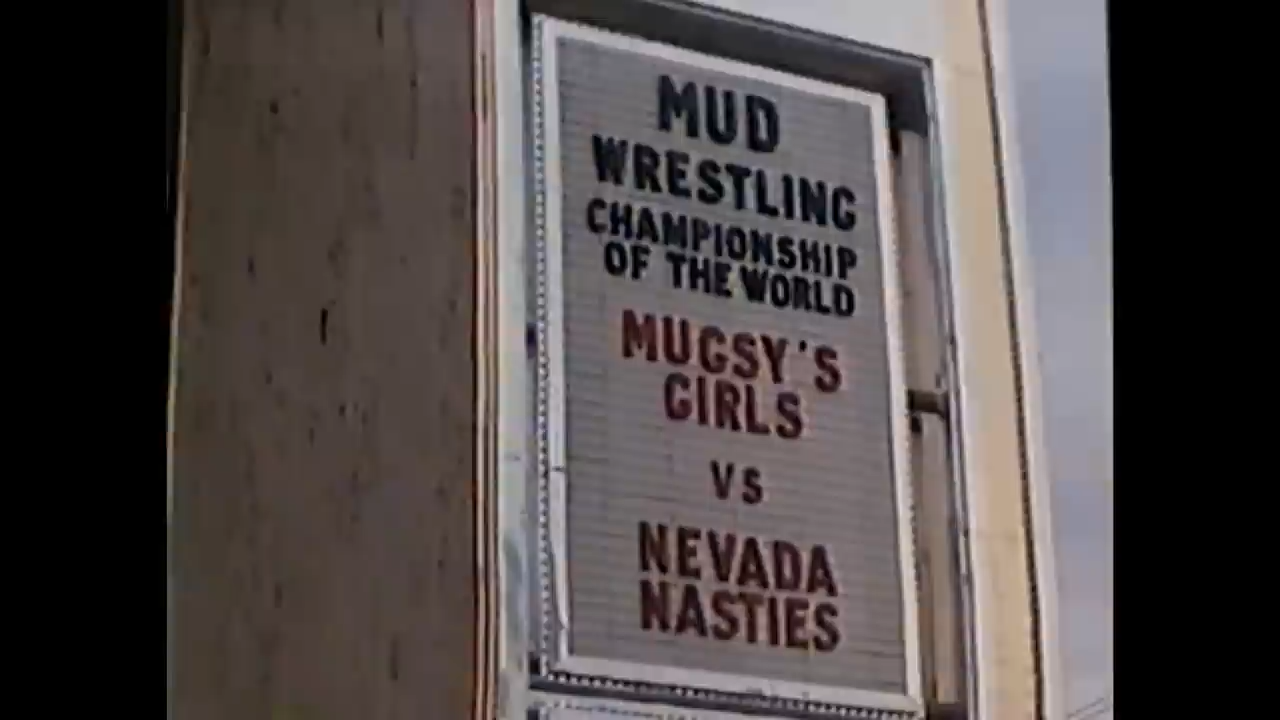 MUD
WRESTLING
CHAMPIONSHIP
OF THE WORLD
MUGSY'S
GIRLS
VS
NEVADA
NASTIES